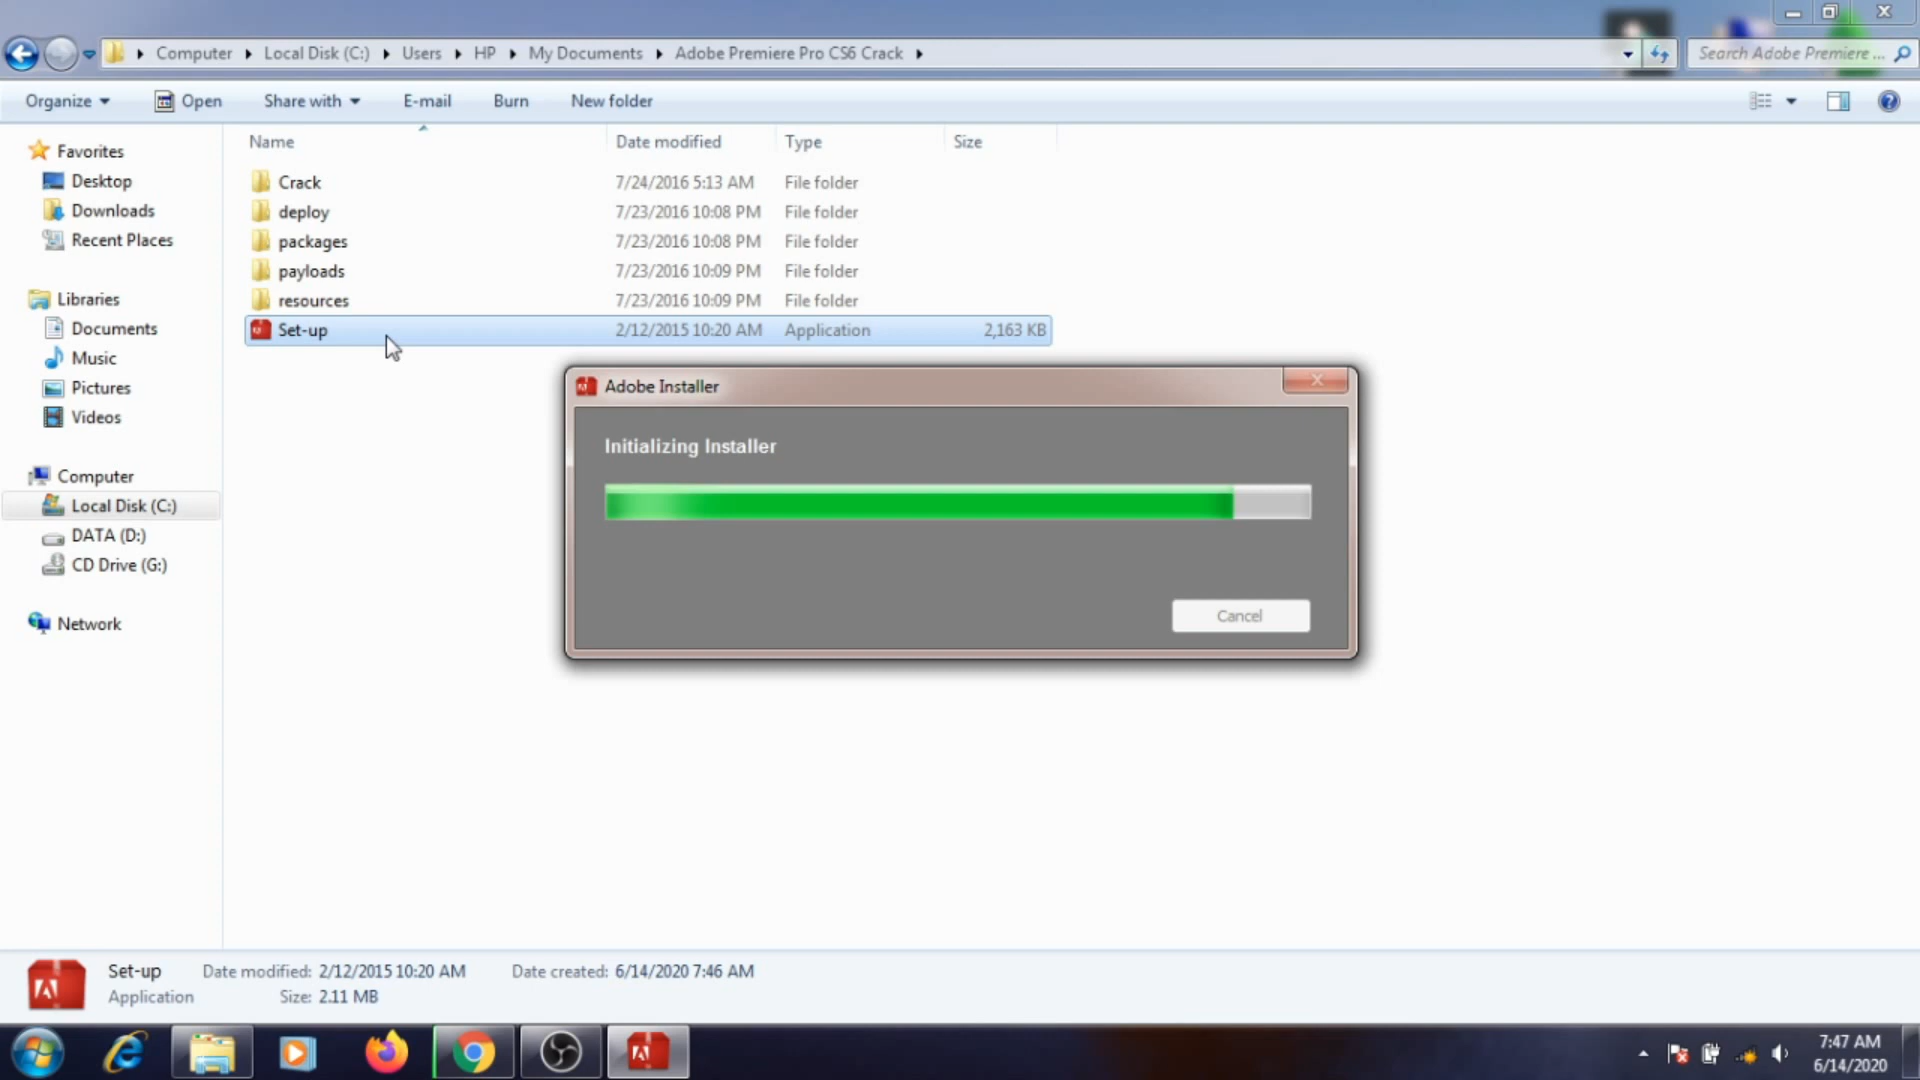 Computer Local Disk (C:) Users HP My Documents Adobe Premiere Pro CS6 Crack
Search Adobe Premiere ...
Organize Open Share with E-mail Burn New folder
Name Date modified Type Size
Favorites
Desktop
Downloads
Recent Places
Libraries
Documents
Music
Pictures
Videos
Computer
Local Disk (C:)
DATA (D:)
CD Drive (G:)
Network
Crack 7/24/2016 5:13 AM File folder
deploy 7/23/2016 10:08 PM File folder
packages 7/23/2016 10:08 PM File folder
payloads 7/23/2016 10:09 PM File folder
resources 7/23/2016 10:09 PM File folder
Set-up 2/12/2015 10:20 AM Application 2,163 KB
Adobe Installer
Initializing Installer
Cancel
Set-up Date modified: 2/12/2015 10:20 AM Date created: 6/14/2020 7:46 AM
Application Size: 2.11 MB
7:47 AM
6/14/2020